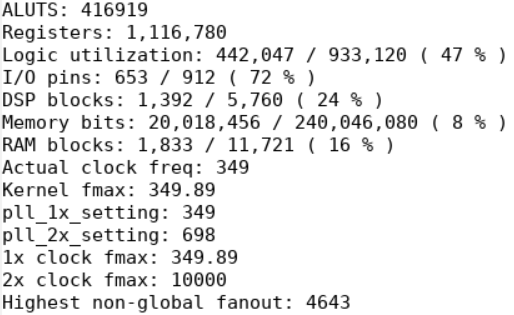 ALUTS: 416919
Registers: 1,116,780
Logic utilization: 442,047 / 933,120 ( 47 % )
I/O pins: 653 / 912 ( 72 % )
DSP blocks: 1,392 / 5,760 ( 24 % )
Memory bits: 20,018,456 / 240,046,080 ( 8 % )
RAM blocks: 1,833 / 11,721 ( 16 % )
Actual clock freq: 349
Kernel fmax: 349.89
pll_1x_setting: 349
pll_2x_setting: 698
1x clock fmax: 349.89
2x clock fmax: 10000
Highest non-global fanout: 4643